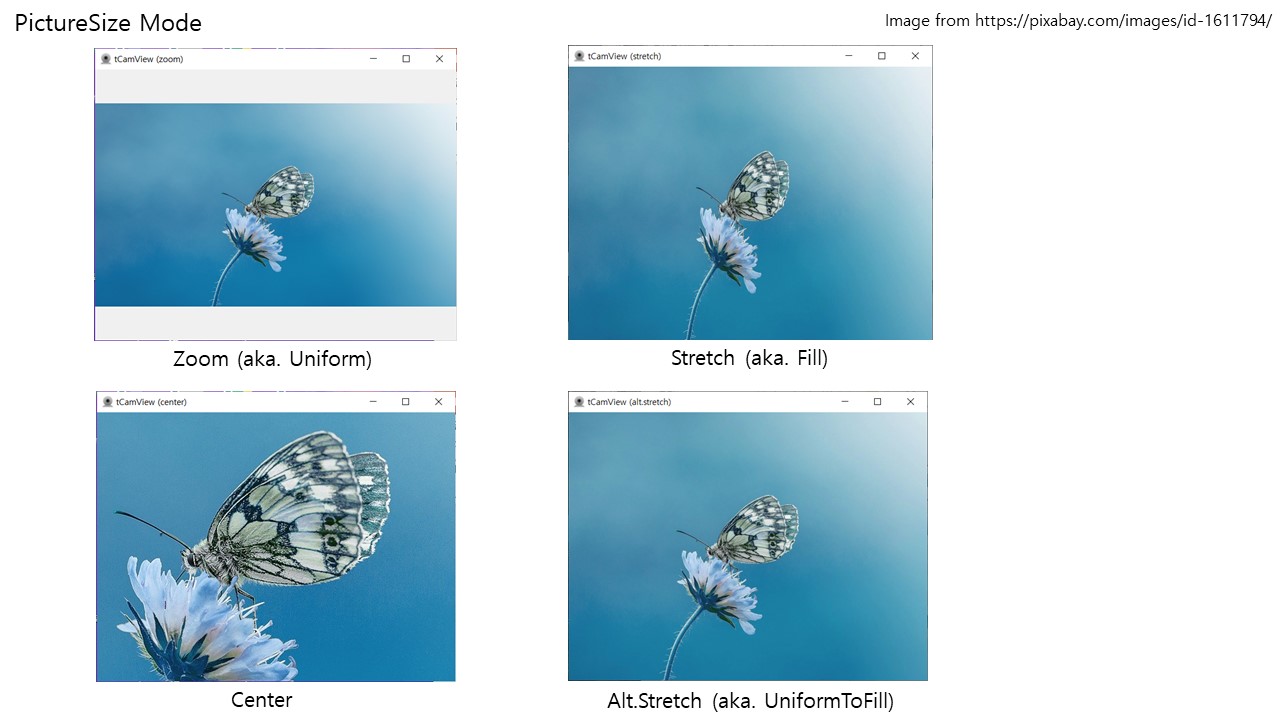 PictureSize Mode
Image from https://pixabay.com/images/id-1611794/
tCamView (zoom)
tCamView (stretch)
Zoom (aka. Uniform)
Stretch (aka. Fill)
tCamView (center)
tCamView (alt.stretch)
Center
Alt.Stretch (aka. UniformToFill)